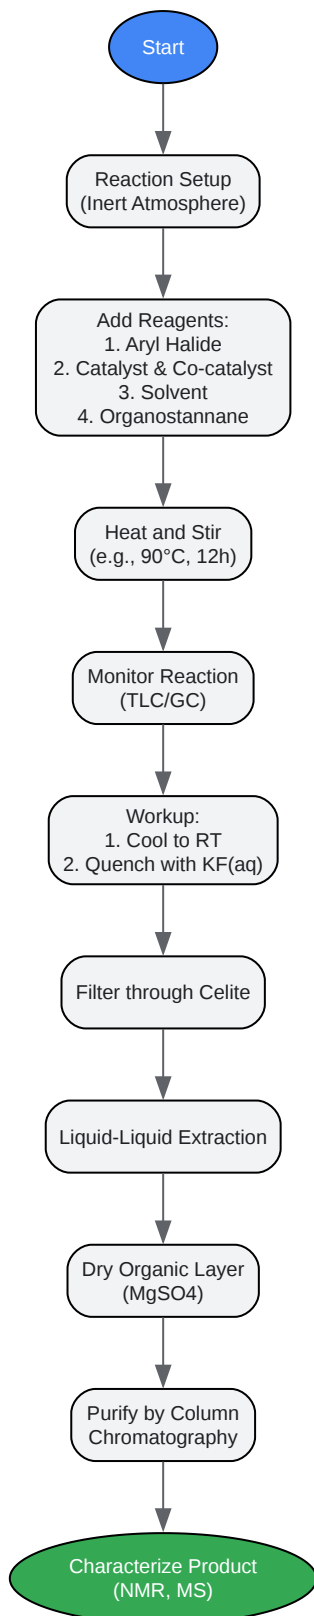 Start
Reaction Setup
(Inert Atmosphere)
Add Reagents:
1. Aryl Halide
2. Catalyst & Co-catalyst
3. Solvent
4. Organostannane
Heat and Stir
(e.g., 90°C, 12h)
Monitor Reaction
(TLC/GC)
Workup:
1. Cool to RT
2. Quench with KF(aq)
Filter through Celite
Liquid-Liquid Extraction
Dry Organic Layer
(MgSO4)
Purify by Column
Chromatography
Characterize Product
(NMR, MS)